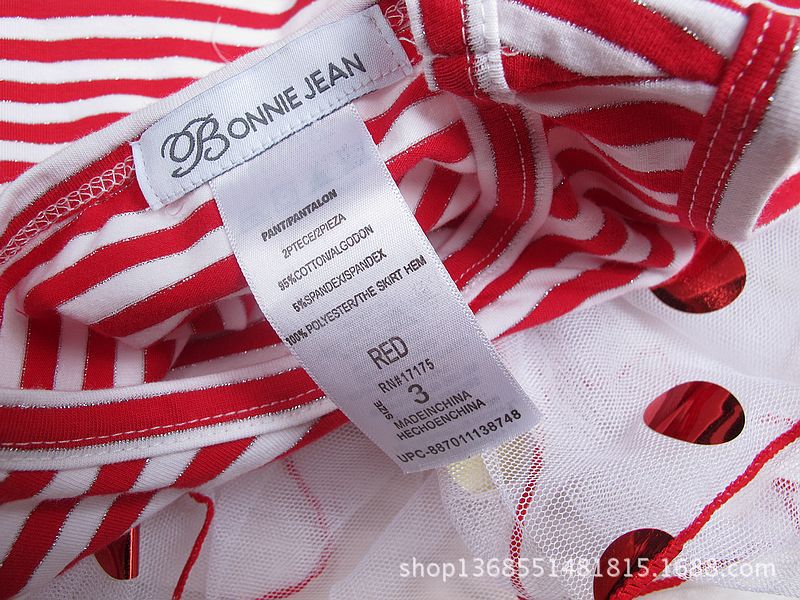 BONNIE JEAN
PANT/PANTALON
2PTECE/2PIEZA
95%COTTON/ALGODON
5%SPANDEX/SPANDEX
100% POLYESTER/THE SKIRT HEM
RED
RN#17175
SIZE 3
MADEINCHINA
HECHOENCHINA
UPC-887011138748
shop1368551481815.1688.com